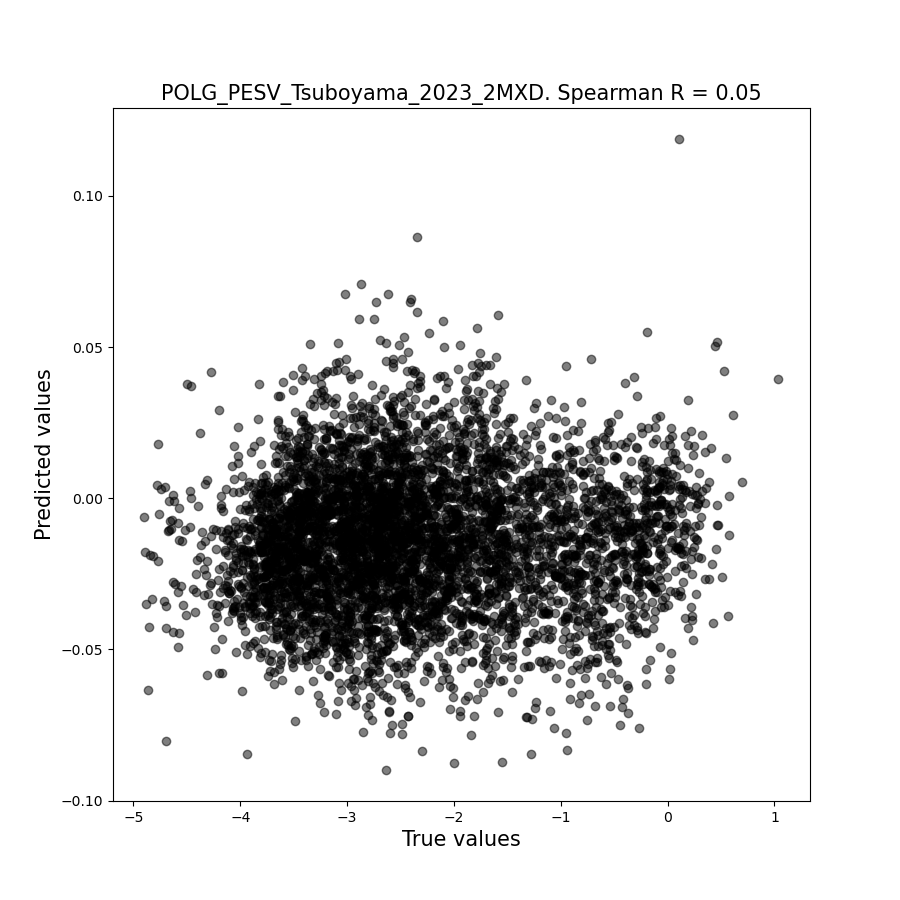 POLG_PESV_Tsuboyama_2023_2MXD. Spearman R = 0.05
0.10
0.05
0.00
−0.05
−0.10
Predicted values
−5 −4 −3 −2 −1 0 1
True values